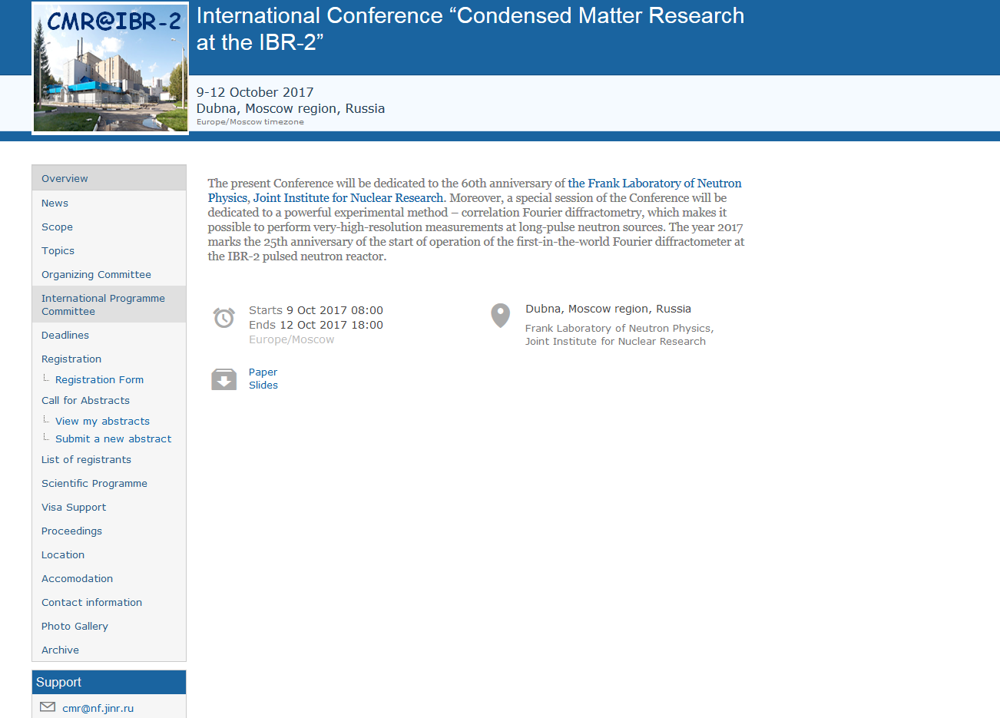 CMR@IBR-2
International Conference “Condensed Matter Research
at the IBR-2”
9-12 October 2017
Dubna, Moscow region, Russia
Europe/Moscow timezone
Overview
News
Scope
Topics
Organizing Committee
International Programme
Committee
Deadlines
Registration
Registration Form
Call for Abstracts
View my abstracts
Submit a new abstract
List of registrants
Scientific Programme
Visa Support
Proceedings
Location
Accomodation
Contact information
Photo Gallery
Archive
Support
cmr@nf.jinr.ru
The present Conference will be dedicated to the 60th anniversary of the Frank Laboratory of Neutron
Physics, Joint Institute for Nuclear Research. Moreover, a special session of the Conference will be
dedicated to a powerful experimental method – correlation Fourier diffractometry, which makes it
possible to perform very-high-resolution measurements at long-pulse neutron sources. The year 2017
marks the 25th anniversary of the start of operation of the first-in-the-world Fourier diffractometer at
the IBR-2 pulsed neutron reactor.
Starts 9 Oct 2017 08:00
Ends 12 Oct 2017 18:00
Europe/Moscow
Dubna, Moscow region, Russia
Frank Laboratory of Neutron Physics,
Joint Institute for Nuclear Research
Paper
Slides